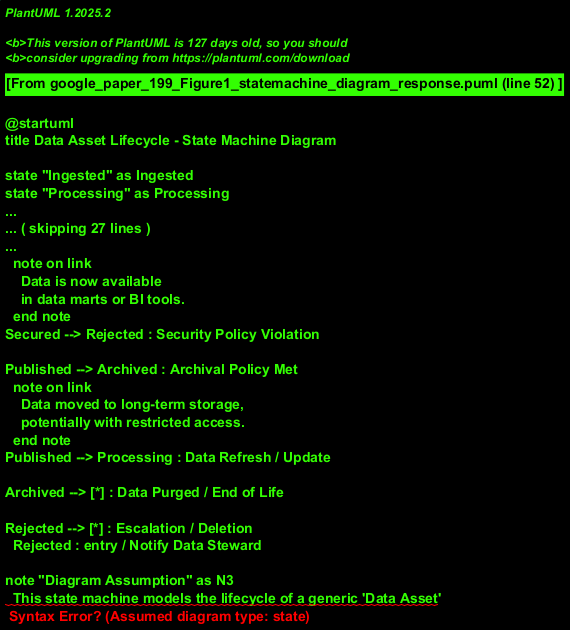 PlantUML 1.2025.2
<b>This version of PlantUML is 127 days old, so you should
<b>consider upgrading from https://plantuml.com/download
[From google_paper_199_Figure1_statemachine_diagram_response.puml (line 52) ]
@startuml
title Data Asset Lifecycle - State Machine Diagram
state "Ingested" as Ingested
state "Processing" as Processing
...
... ( skipping 27 lines )
...
note on link
Data is now available
in data marts or BI tools.
end note
Secured --> Rejected : Security Policy Violation
Published --> Archived : Archival Policy Met
note on link
Data moved to long-term storage,
potentially with restricted access.
end note
Published --> Processing : Data Refresh / Update
Archived --> [*] : Data Purged / End of Life
Rejected --> [*] : Escalation / Deletion
Rejected : entry / Notify Data Steward
note "Diagram Assumption" as N3
This state machine models the lifecycle of a generic 'Data Asset'
Syntax Error? (Assumed diagram type: state)